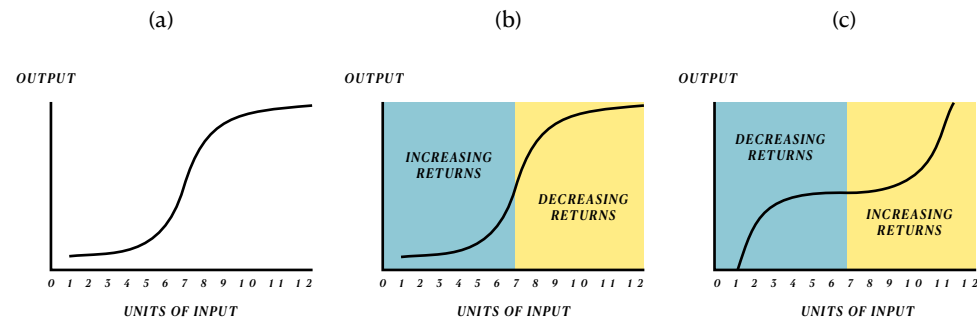 (a)
(b)
(c)
OUTPUT
OUTPUT
OUTPUT
INCREASING
RETURNS
DECREASING
RETURNS
DECREASING
RETURNS
INCREASING
RETURNS
0 1 2 3 4 5 6 7 8 9 10 11 12
0 1 2 3 4 5 6 7 8 9 10 11 12
0 1 2 3 4 5 6 7 8 9 10 11 12
UNITS OF INPUT
UNITS OF INPUT
UNITS OF INPUT